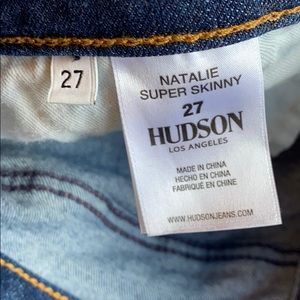 27
NATALIE
SUPER SKINNY
27
HUDSON
LOS ANGELES
MADE IN CHINA
HECHO EN CHINA
FABRIQUÉ EN CHINE
WWW.HUDSONJEANS.COM